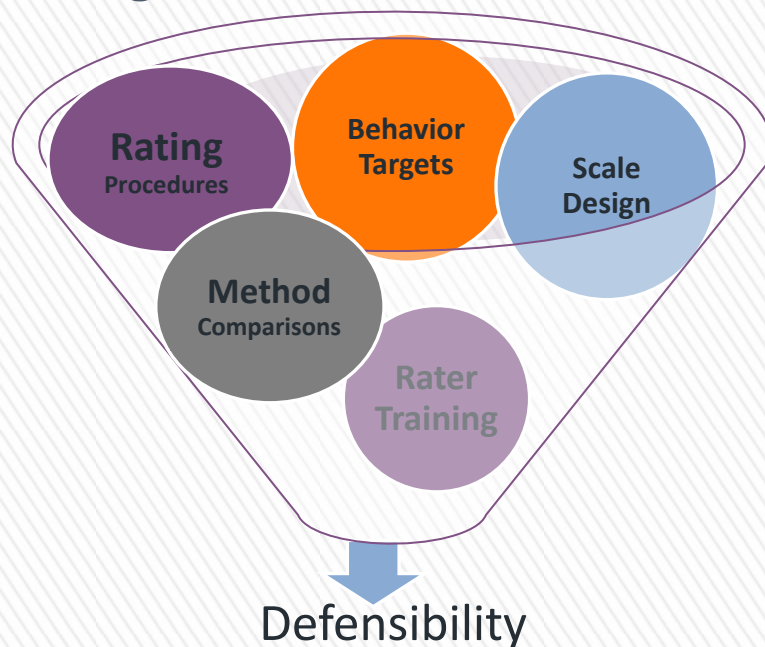 Rating
Procedures
Behavior
Targets
Scale
Design
Method
Comparisons
Rater
Training
Defensibility